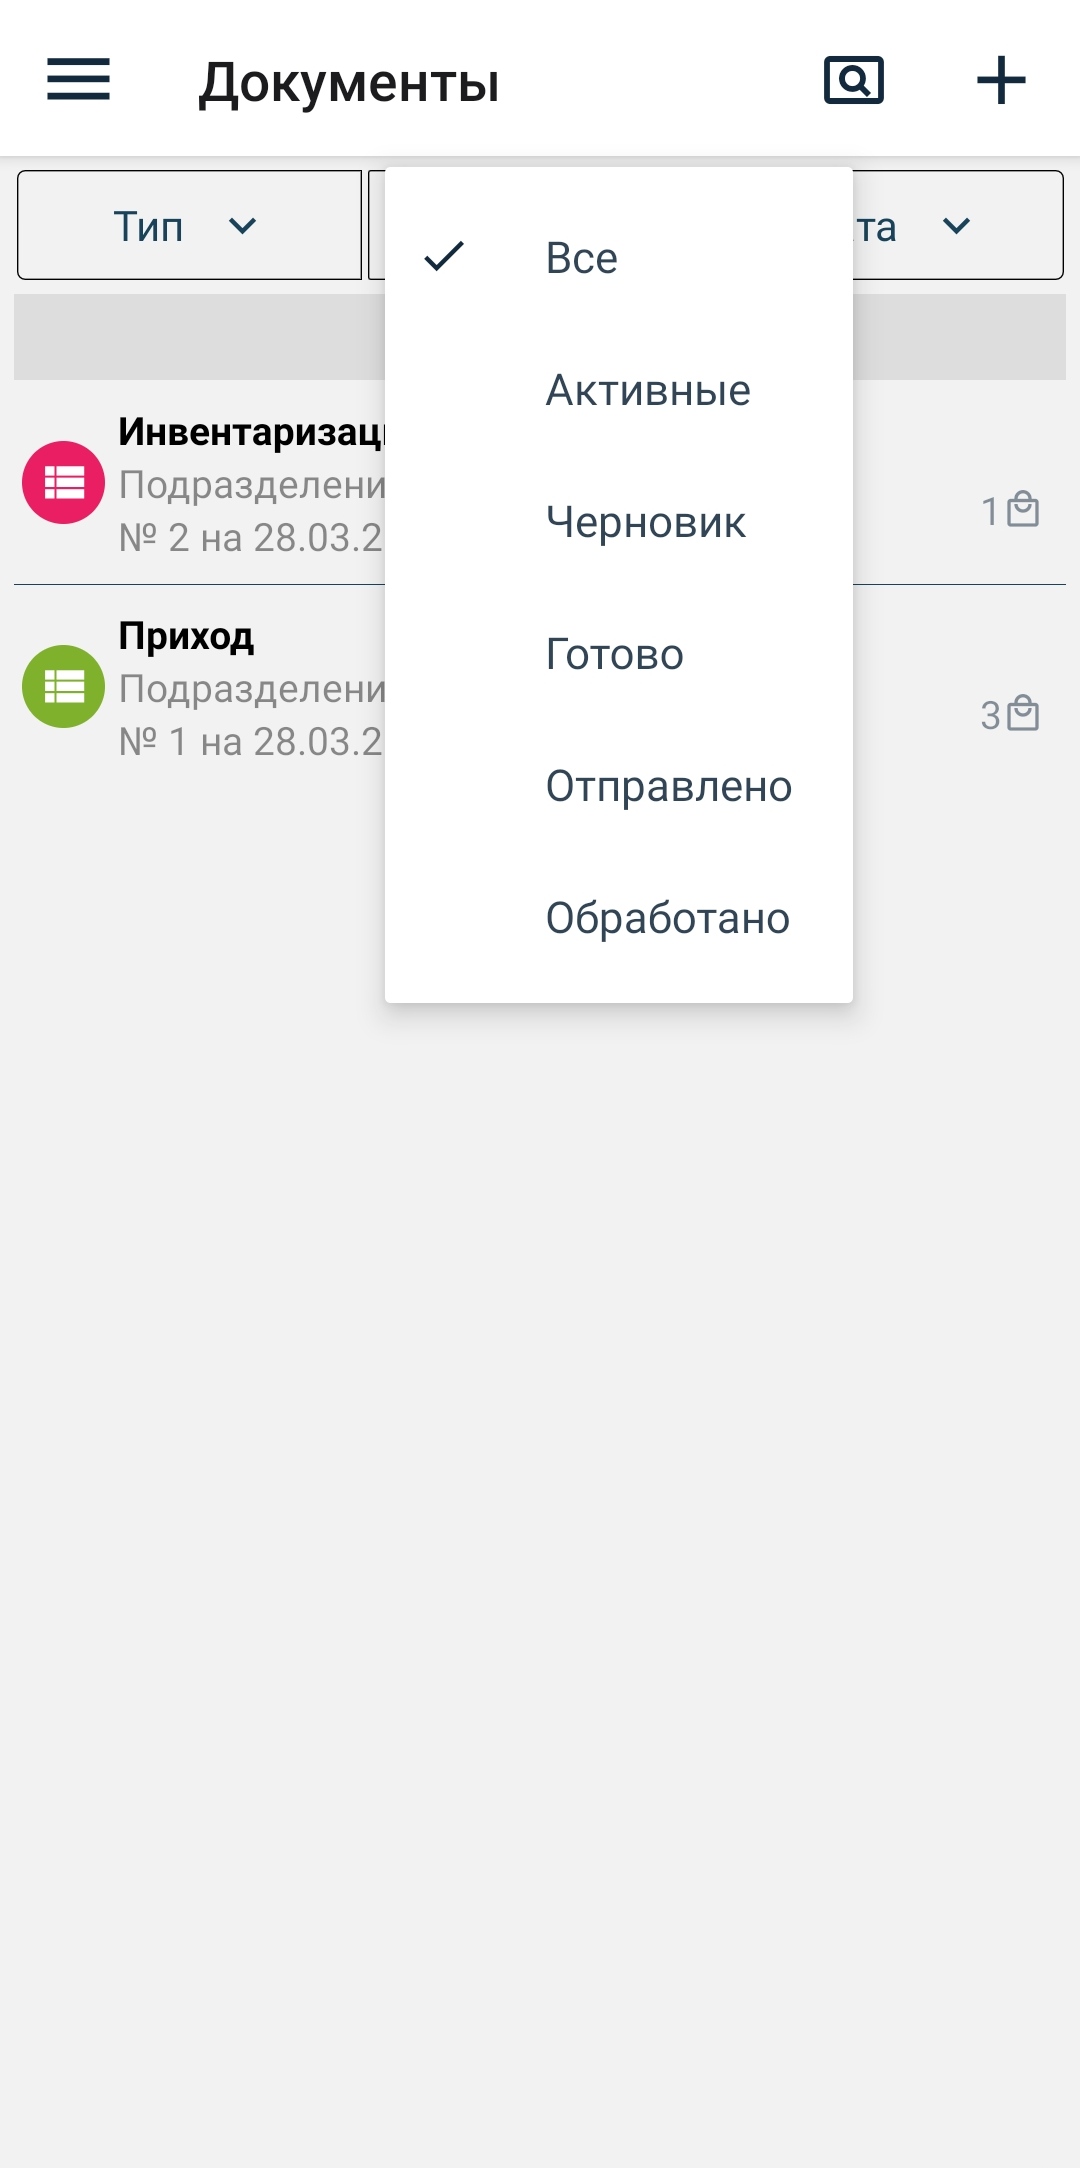 Документы
Тип
та
Все
Активные
Черновик
Готово
Отправлено
Обработано
Инвентаризац
Подразделени
№ 2 на 28.03.2
1
Приход
Подразделени
№ 1 на 28.03.2
3